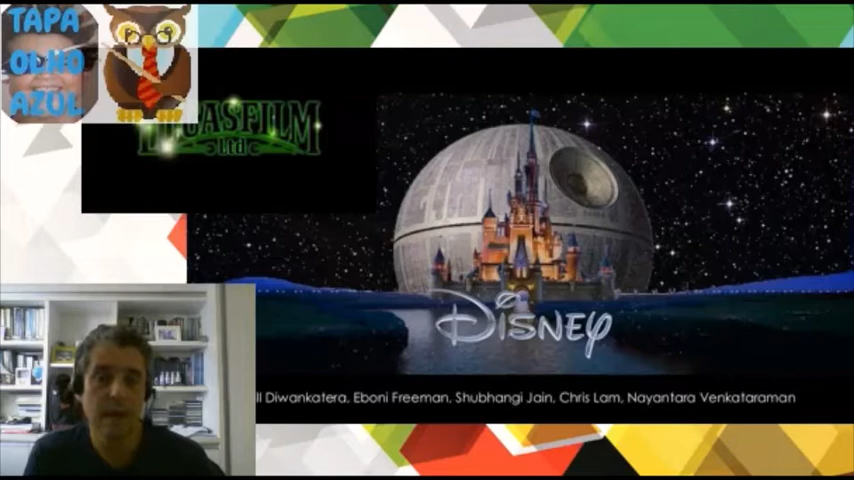 TAPA
OLHO
AZUL
LUCASFILM
Ltd
DISNEY
ll Diwankatera, Eboni Freeman, Shubhangi Jain, Chris Lam, Nayantara Venkataraman